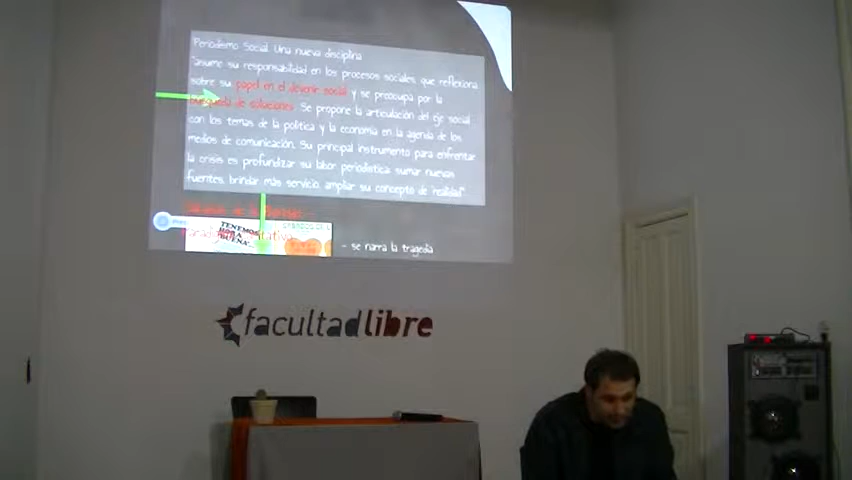 Periodismo Social. Una nueva disciplina
"asume su responsabilidad en los procesos sociales, que reflexiona
sobre su papel en el devenir social y se preocupa por la
búsqueda de soluciones. Se propone la articulación del eje social
con los temas de la política y la economía en la agenda de los
medios de comunicación. Su principal instrumento para enfrentar
la crisis es profundizar su labor periodística: sumar nuevas
fuentes, brindar más servicio, ampliar su concepto de "realidad".
TENEMOS
BUENA
- se narra la tragedia
facultadlibre